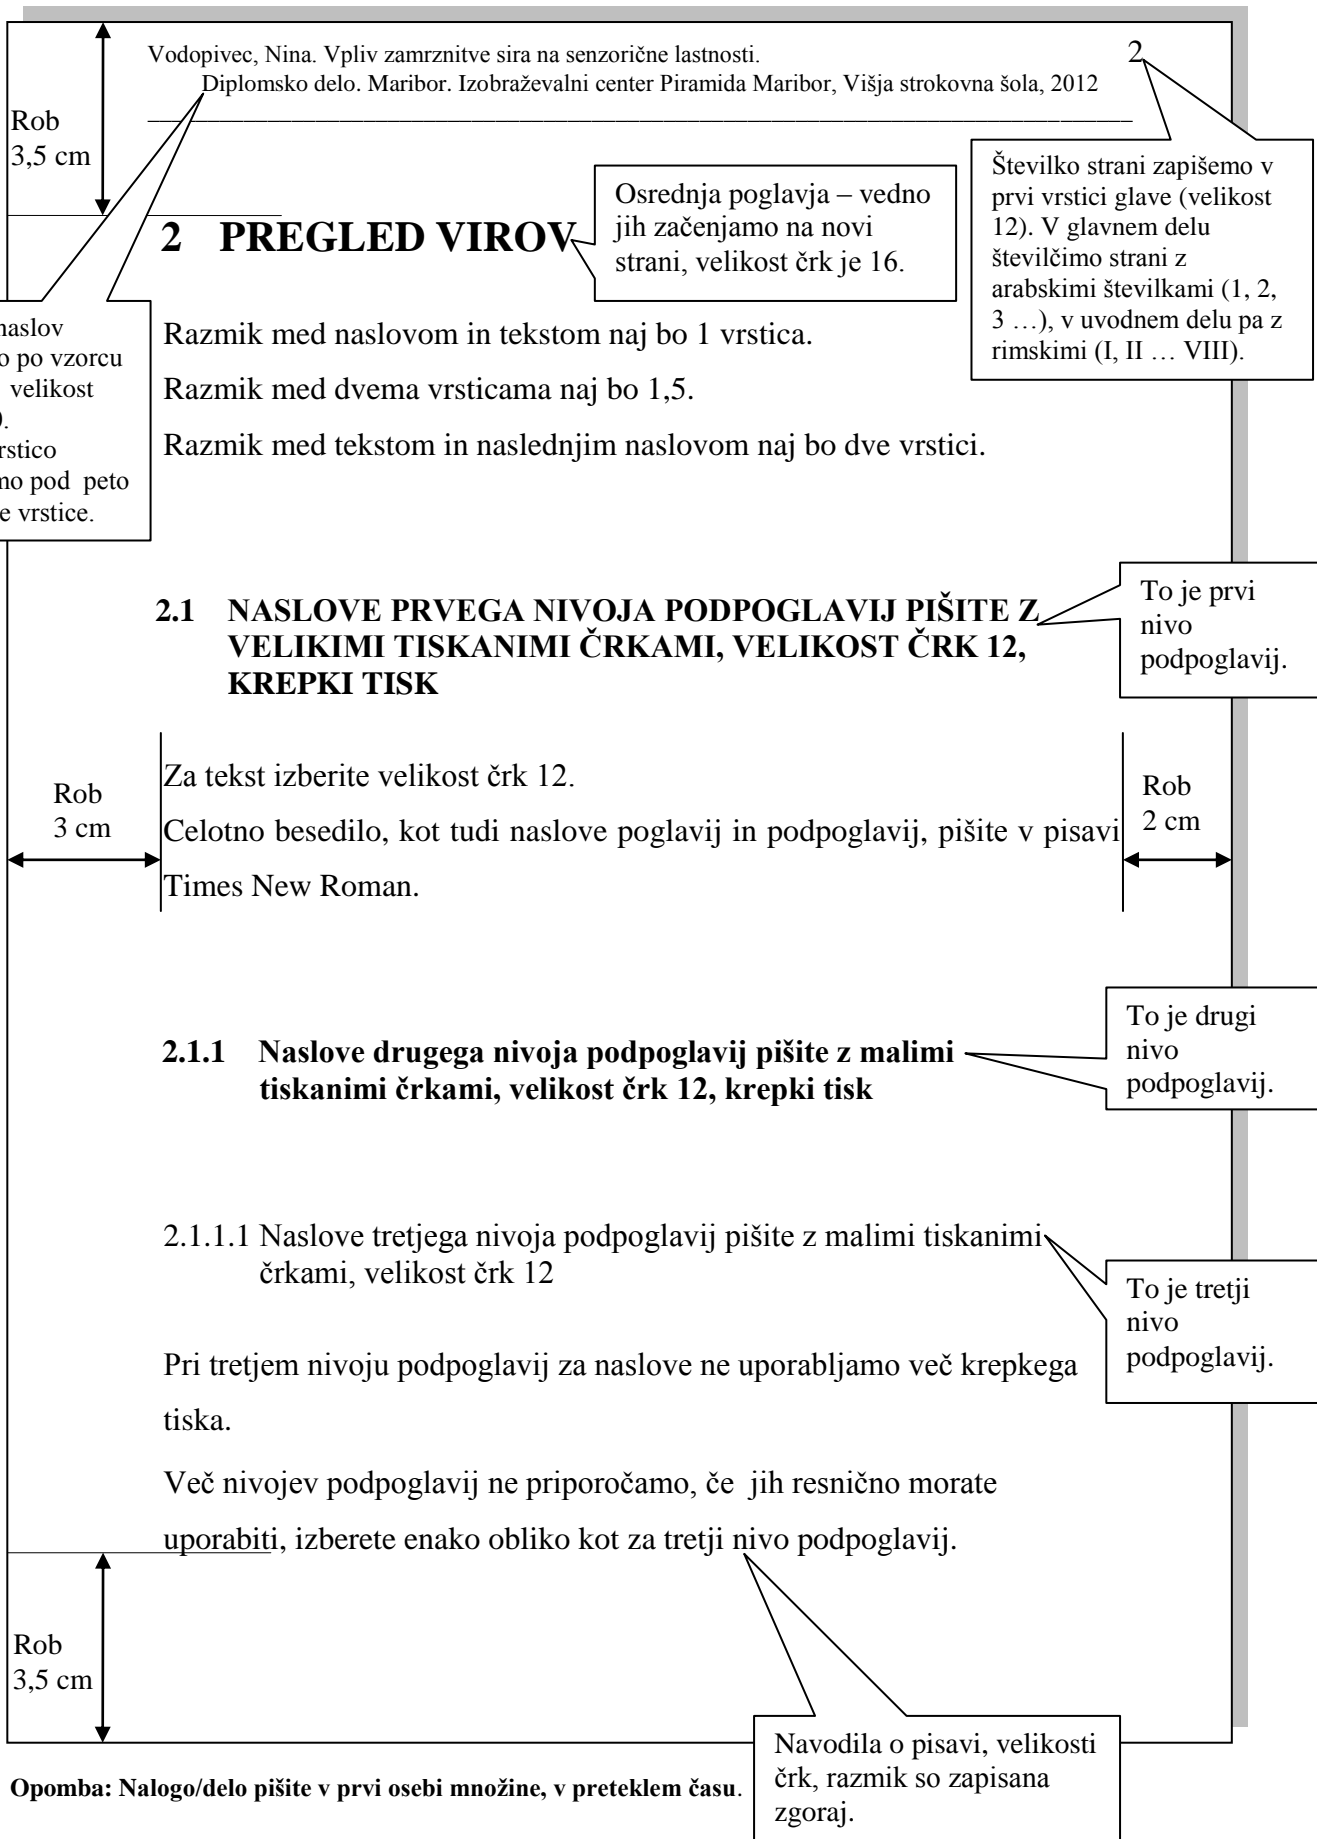 Vodopivec, Nina. Vpliv zamrznitve sira na senzorične lastnosti.
2
Diplomsko delo. Maribor. Izobraževalni center Piramida Maribor, Višja strokovna šola, 2012
Rob
3,5 cm
Številko strani zapišemo v
prvi vrstici glave (velikost
12). V glavnem delu
številčimo strani z
arabskimi številkami (1, 2,
3 …), v uvodnem delu pa z
rimskimi (I, II … VIII).
Osrednja poglavja – vedno
jih začenjamo na novi
strani, velikost črk je 16.
2 PREGLED VIROV
naslov
po vzorcu
velikost
mo pod peto
e vrstice.
Razmik med naslovom in tekstom naj bo 1 vrstica.
Razmik med dvema vrsticama naj bo 1,5.
Razmik med tekstom in naslednjim naslovom naj bo dve vrstici.
2.1 NASLOVE PRVEGA NIVOJA PODPOGLAVIJ PIŠITE Z
VELIKIMI TISKANIMI ČRKAMI, VELIKOST ČRK 12,
KREPKI TISK
To je prvi
nivo
podpoglavij.
Rob
3 cm
Za tekst izberite velikost črk 12.
Celotno besedilo, kot tudi naslove poglavij in podpoglavij, pišite v pisavi
Times New Roman.
Rob
2 cm
2.1.1 Naslove drugega nivoja podpoglavij pišite z malimi
tiskanimi črkami, velikost črk 12, krepki tisk
To je drugi
nivo
podpoglavij.
2.1.1.1 Naslove tretjega nivoja podpoglavij pišite z malimi tiskanimi
črkami, velikost črk 12
To je tretji
nivo
podpoglavij.
Pri tretjem nivoju podpoglavij za naslove ne uporabljamo več krepkega
tiska.
Več nivojev podpoglavij ne priporočamo, če jih resnično morate
uporabiti, izberete enako obliko kot za tretji nivo podpoglavij.
Rob
3,5 cm
Navodila o pisavi, velikosti
črk, razmik so zapisana
zgoraj.
Opomba: Nalogo/delo pišite v prvi osebi množine, v preteklem času.